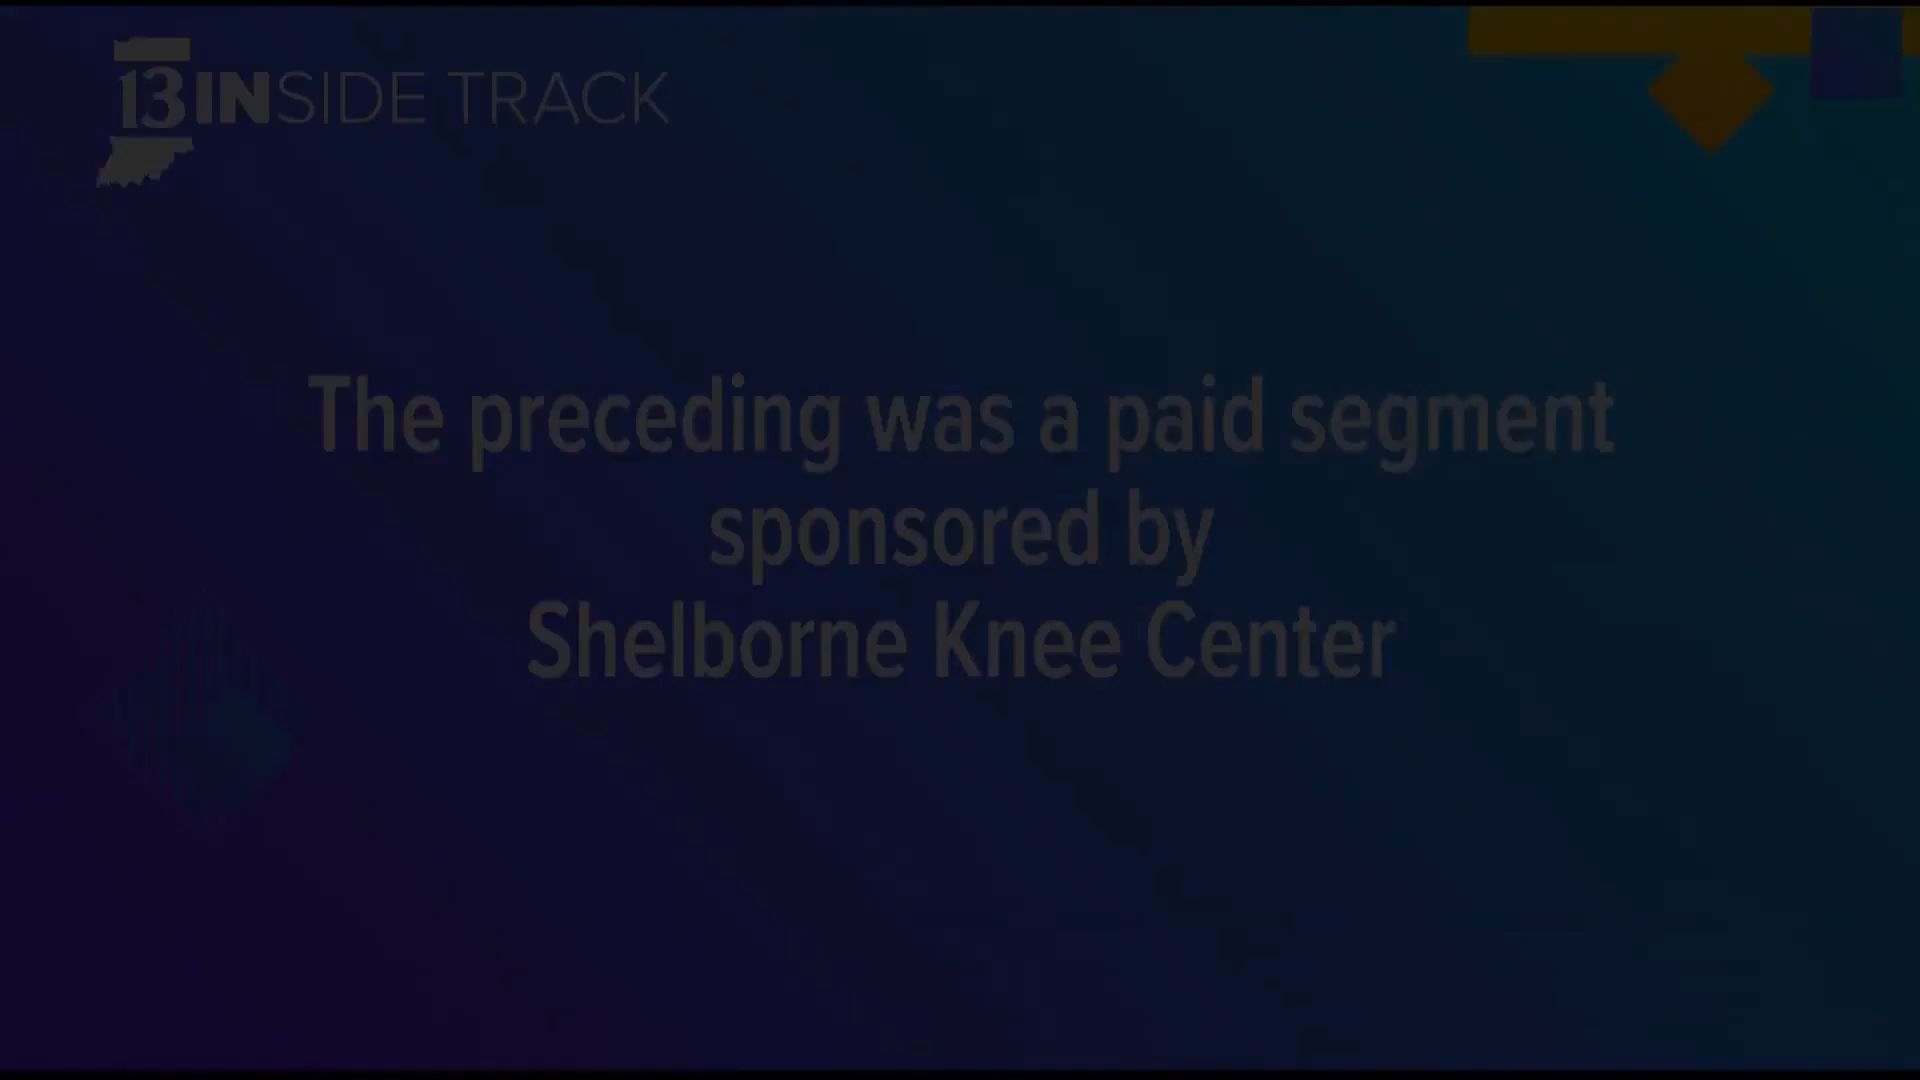 13 INSIDE TRACK
The preceding was a paid segment
sponsored by
Shelborne Knee Center